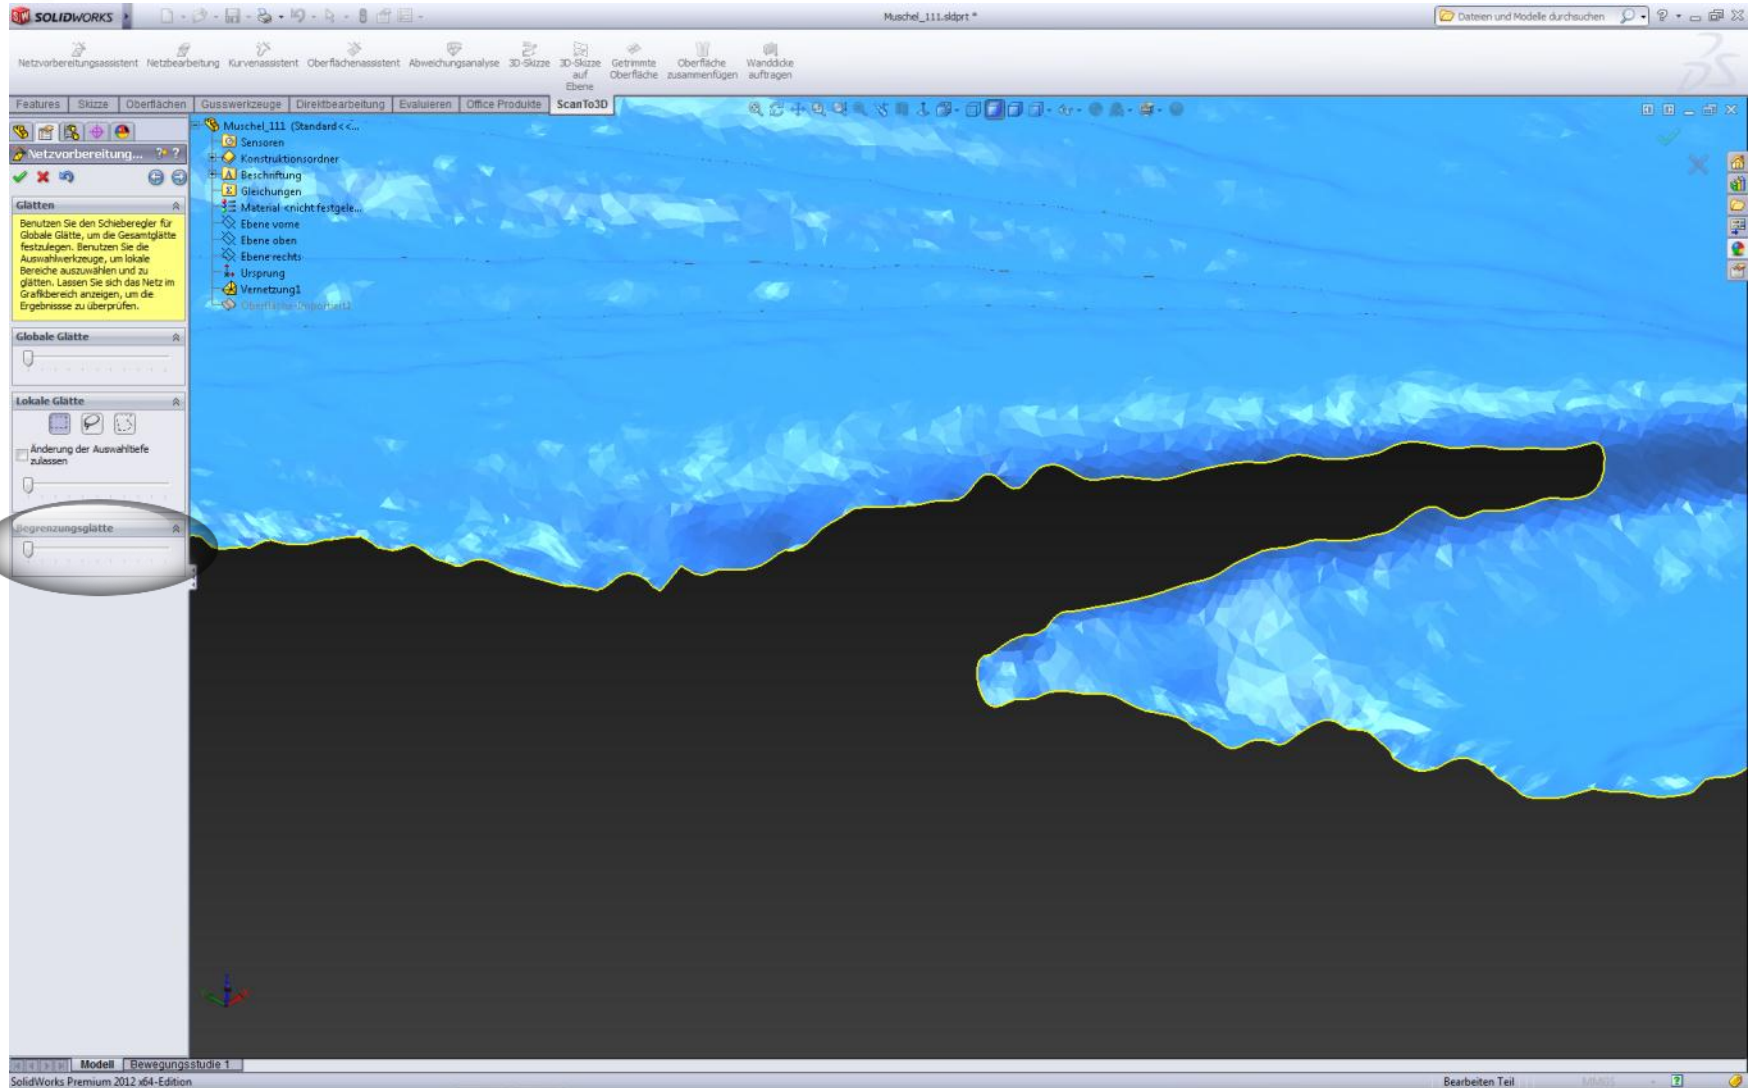 SOLIDWORKS
Muschel_111.sldprt *
Dateien und Modelle durchsuchen
Netzvorbereitungsassistent
Netzbearbeitung
Kurvenassistent
Oberflächenassistent
Abweichungsanalyse
3D-Skizze
3D-Skizze
auf
Ebene
Getrimmte
Oberfläche
Oberfläche
zusammenfügen
Wanddicke
auftragen
Features
Skizze
Oberflächen
Gusswerkzeuge
Direktbearbeitung
Evaluieren
Office Produkte
ScanTo3D
Netzvorbereitung...
Glätten
Benutzen Sie den Schieberegler für
Globale Glätte, um die Gesamtglätte
festzulegen. Benutzen Sie die
Auswahlwerkzeuge, um lokale
Bereiche auszuwählen und zu
glätten. Lassen Sie sich das Netz im
Grafikbereich anzeigen, um die
Ergebnisse zu überprüfen.
Globale Glätte
Lokale Glätte
Änderung der Auswahltiefe
zulassen
Begrenzungsglätte
Muschel_111 (Standard<<...
Sensoren
Konstruktionsordner
Beschriftung
Gleichungen
Material <nicht festgele...
Ebene vorne
Ebene oben
Ebene rechts
Ursprung
Vernetzung1
Oberfläche-Importiert1
Modell
Bewegungsstudie 1
SolidWorks Premium 2012 x64-Edition
Bearbeiten Teil
MMGS